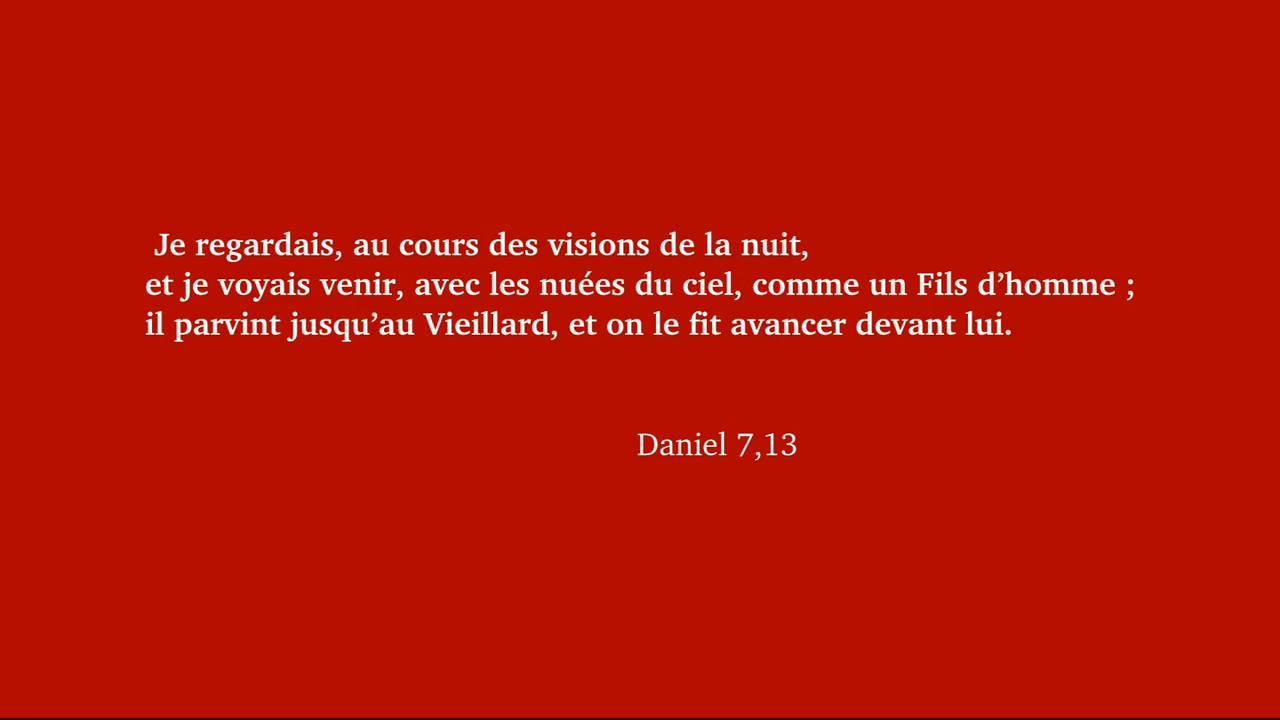 Je regardais, au cours des visions de la nuit,
et je voyais venir, avec les nuées du ciel, comme un Fils d’homme ;
il parvint jusqu’au Vieillard, et on le fit avancer devant lui.
Daniel 7,13